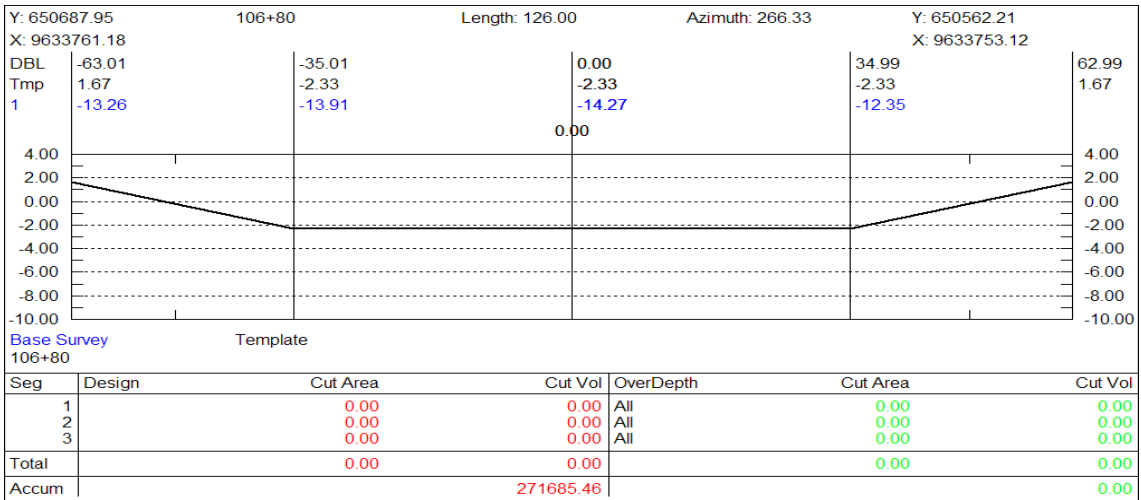 Y: 650687.95 106+80 Length: 126.00 Azimuth: 266.33 Y: 650562.21
X: 9633761.18 X: 9633753.12
DBL -63.01 -35.01 0.00 34.99 62.99
Tmp 1.67 -2.33 -2.33 -2.33 1.67
1 -13.26 -13.91 -14.27 -12.35
0.00
4.00 4.00
2.00 2.00
0.00 0.00
-2.00 -2.00
-4.00 -4.00
-6.00 -6.00
-8.00 -8.00
-10.00 -10.00
Base Survey Template
106+80
Seg Design Cut Area Cut Vol OverDepth Cut Area Cut Vol
1 0.00 0.00 All 0.00 0.00
2 0.00 0.00 All 0.00 0.00
3 0.00 0.00 All 0.00 0.00
Total 0.00 0.00 0.00 0.00
Accum 271685.46 0.00